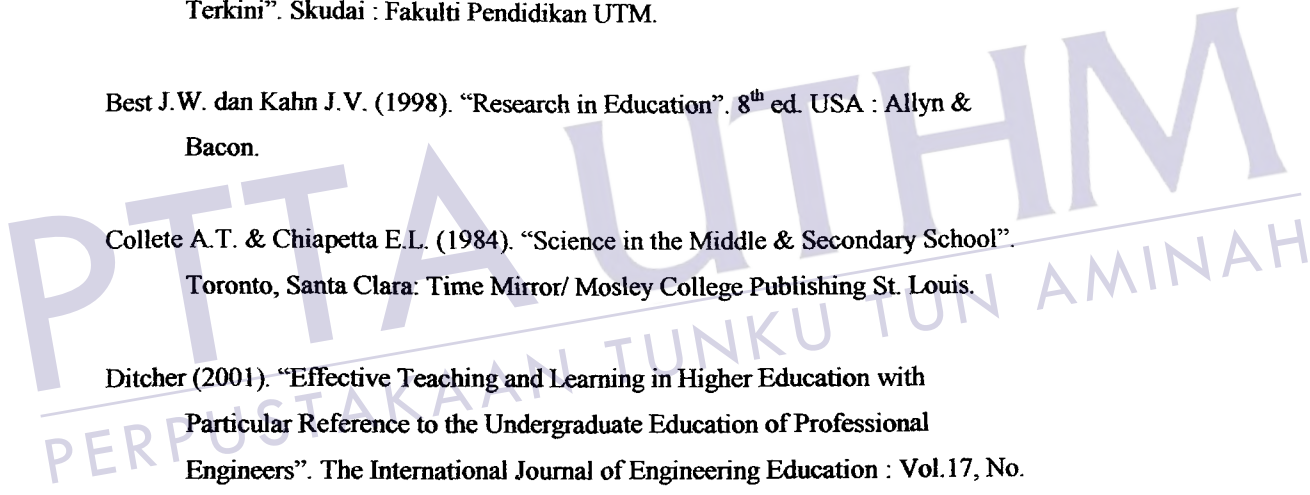 Terkini”. Skudai : Fakulti Pendidikan UTM.
Best J.W. dan Kahn J.V. (1998). “Research in Education”. 8th ed. USA : Allyn &
Bacon.
Collete A.T. & Chiapetta E.L. (1984). “Science in the Middle & Secondary School”.
Toronto, Santa Clara: Time Mirror/ Mosley College Publishing St. Louis.
Ditcher (2001). “Effective Teaching and Learning in Higher Education with
Particular Reference to the Undergraduate Education of Professional
Engineers”. The International Journal of Engineering Education : Vol.17, No.
PTTA UTHM
PERPUSTAKAAN TUNKU TUN AMINAH